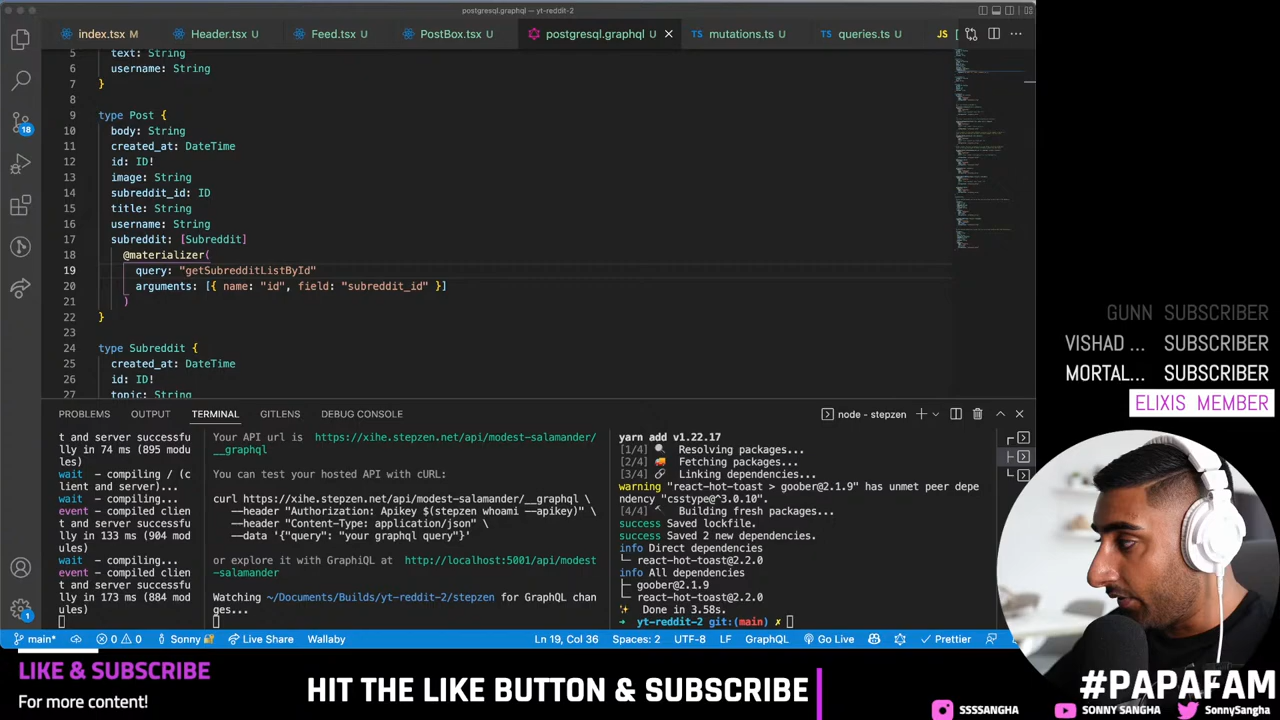 postgresql.graphql - yt-reddit-2
index.tsx M
Header.tsx U
Feed.tsx U
PostBox.tsx U
postgresql.graphql U
mutations.ts U
queries.ts U
JS
5 text: String
6 username: String
7 }
8
9 type Post {
10 body: String
11 created_at: DateTime
12 id: ID!
13 image: String
14 subreddit_id: ID
15 title: String
16 username: String
17 subreddit: [Subreddit]
18 @materializer(
19 query: "getSubredditListById"
20 arguments: [{ name: "id", field: "subreddit_id" }]
21 )
22 }
23
24 type Subreddit {
25 created_at: DateTime
26 id: ID!
27 topic: String
18
1
PROBLEMS OUTPUT TERMINAL GITLENS DEBUG CONSOLE
node - stepzen
t and server successfu
lly in 74 ms (895 modu
les)
wait - compiling / (c
lient and server)...
wait - compiling...
event - compiled clien
t and server successfu
lly in 133 ms (904 mod
ules)
wait - compiling...
event - compiled clien
t and server successfu
lly in 173 ms (884 mod
ules)
Your API url is https://xihe.stepzen.net/api/modest-salamander/
__graphql
You can test your hosted API with cURL:
curl https://xihe.stepzen.net/api/modest-salamander/__graphql \
--header "Authorization: Apikey $(stepzen whoami --apikey)" \
--header "Content-Type: application/json" \
--data '{"query": "your graphql query"}'
or explore it with GraphiQL at http://localhost:5001/api/modest
-salamander
Watching ~/Documents/Builds/yt-reddit-2/stepzen for GraphQL chan
ges...
yarn add v1.22.17
[1/4] Resolving packages...
[2/4] Fetching packages...
[3/4] Linking dependencies...
warning "react-hot-toast > goober@2.1.9" has unmet peer depe
ndency "csstype@^3.0.10".
[4/4] Building fresh packages...
success Saved lockfile.
success Saved 2 new dependencies.
info Direct dependencies
└─ react-hot-toast@2.2.0
info All dependencies
├─ goober@2.1.9
└─ react-hot-toast@2.2.0
Done in 3.58s.
➜ yt-reddit-2 git:(main) ✗
main* 0 0 Sonny Live Share Wallaby
Ln 19, Col 36 Spaces: 2 UTF-8 LF GraphQL Go Live Prettier
GUNN SUBSCRIBER
VISHAD ... SUBSCRIBER
MORTAL... SUBSCRIBER
ELIXIS MEMBER
LIKE & SUBSCRIBE
For more content!
HIT THE LIKE BUTTON & SUBSCRIBE
#PAPAFAM
SSSSANGHA SONNY SANGHA SonnySangha